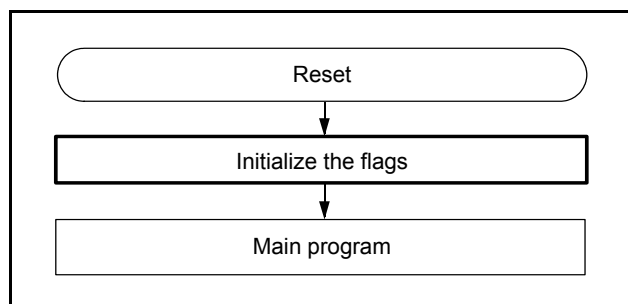 Reset
Initialize the flags
Main program